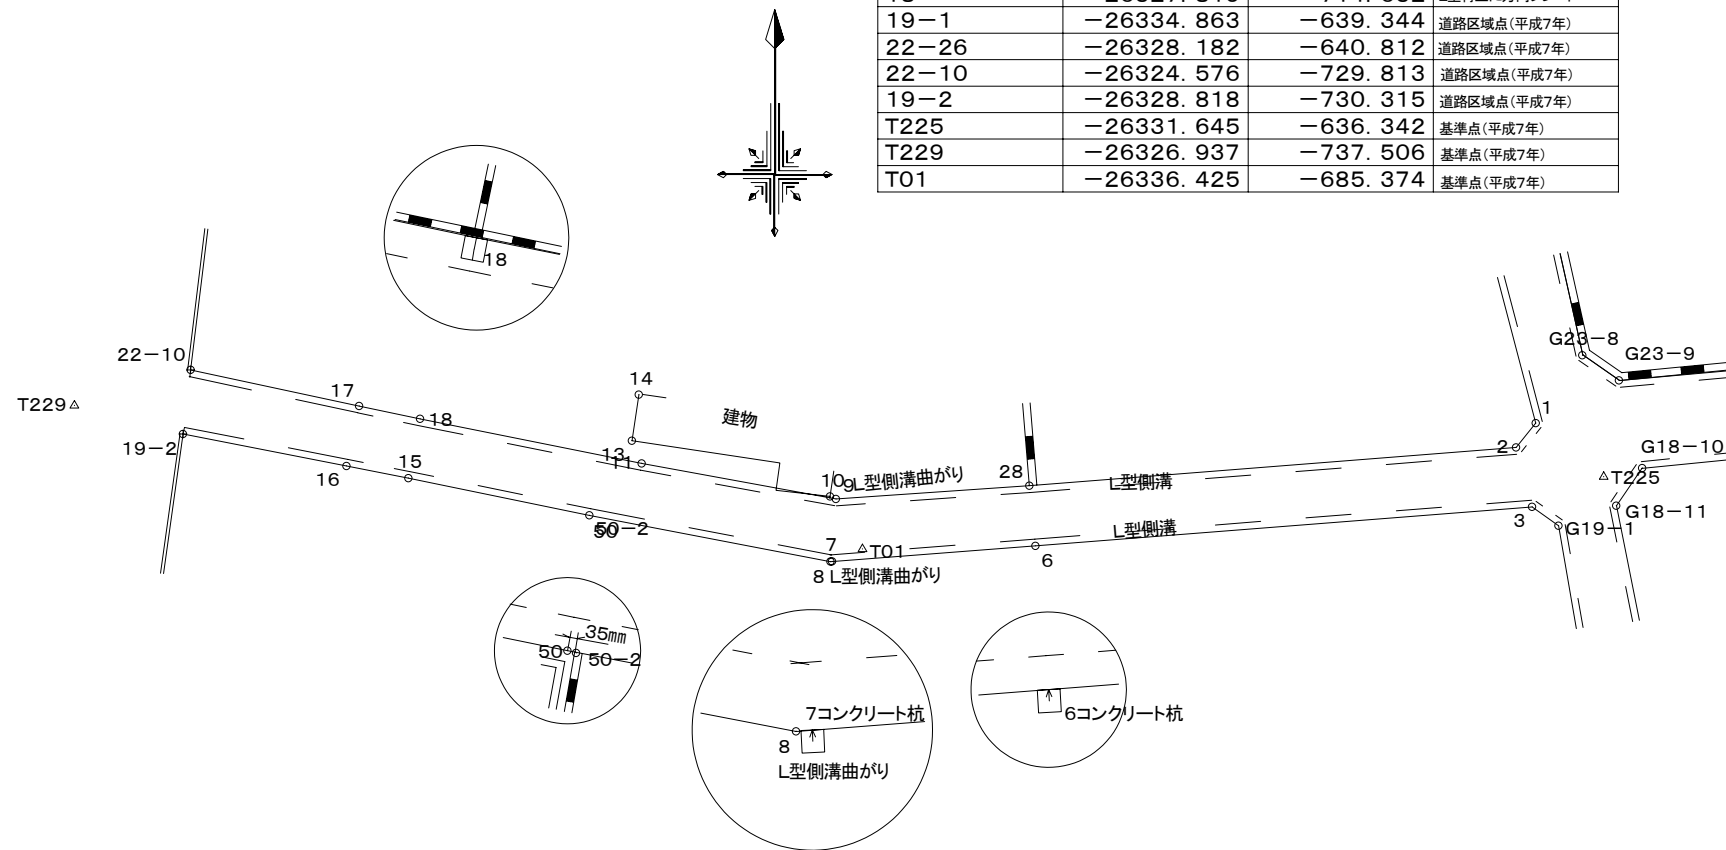 19−1 −26334. 863 −639. 344 道路区域点(平成7年)
22−26 −26328. 182 −640. 812 道路区域点(平成7年)
22−10 −26324. 576 −729. 813 道路区域点(平成7年)
19−2 −26328. 818 −730. 315 道路区域点(平成7年)
T225 −26331. 645 −636. 342 基準点(平成7年)
T229 −26326. 937 −737. 506 基準点(平成7年)
T01 −26336. 425 −685. 374 基準点(平成7年)
18
22−10
T229
19−2
17
18
14
建物
13
11
16
15
50−2
50
10
9
L型側溝曲がり
28
L型側溝
L型側溝
7
T01
8 L型側溝曲がり
6
1
2
3
G23−8
G23−9
G18−10
T225
G18−11
G19−1
35mm
50
50−2
7コンクリート杭
8
L型側溝曲がり
6コンクリート杭